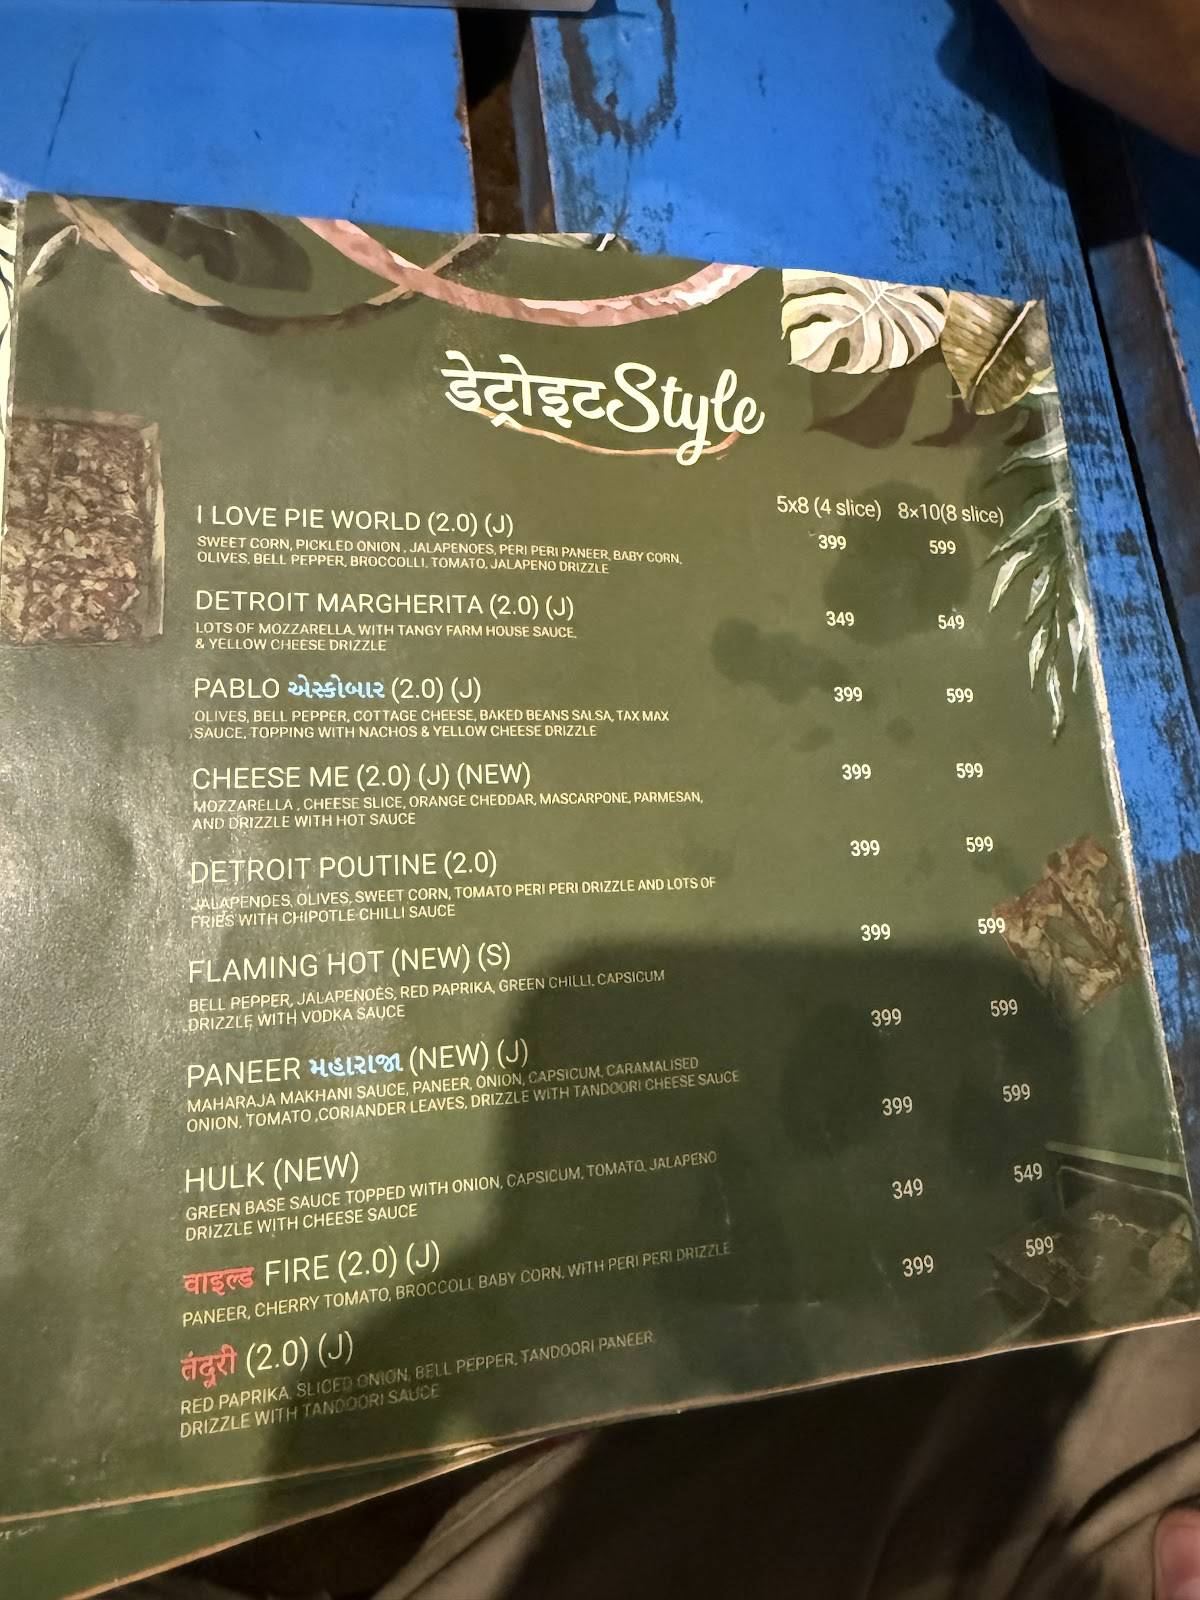 डेट्रोइट Style
5x8 (4 slice) 8x10(8 slice)
I LOVE PIE WORLD (2.0) (J)
399 599
SWEET CORN, PICKLED ONION , JALAPENOES, PERI PERI PANEER, BABY CORN,
OLIVES, BELL PEPPER, BROCCOLLI, TOMATO, JALAPENO DRIZZLE
DETROIT MARGHERITA (2.0) (J)
349 549
LOTS OF MOZZARELLA, WITH TANGY FARM HOUSE SAUCE,
& YELLOW CHEESE DRIZZLE
PABLO એસ્કોબાર (2.0) (J)
399 599
OLIVES, BELL PEPPER, COTTAGE CHEESE, BAKED BEANS SALSA, TAX MAX
SAUCE, TOPPING WITH NACHOS & YELLOW CHEESE DRIZZLE
CHEESE ME (2.0) (J) (NEW)
399 599
MOZZARELLA , CHEESE SLICE, ORANGE CHEDDAR, MASCARPONE, PARMESAN,
AND DRIZZLE WITH HOT SAUCE
DETROIT POUTINE (2.0)
399 599
JALAPENOES, OLIVES, SWEET CORN, TOMATO PERI PERI DRIZZLE AND LOTS OF
FRIES WITH CHIPOTLE CHILLI SAUCE
FLAMING HOT (NEW) (S)
399 599
BELL PEPPER, JALAPENOES, RED PAPRIKA, GREEN CHILLI, CAPSICUM
DRIZZLE WITH VODKA SAUCE
PANEER મહારાજા (NEW) (J)
399 599
MAHARAJA MAKHANI SAUCE, PANEER, ONION, CAPSICUM, CARAMALISED
ONION, TOMATO ,CORIANDER LEAVES, DRIZZLE WITH TANDOORI CHEESE SAUCE
HULK (NEW)
399 599
GREEN BASE SAUCE TOPPED WITH ONION, CAPSICUM, TOMATO, JALAPENO
DRIZZLE WITH CHEESE SAUCE
वाइल्ड FIRE (2.0) (J)
349 549
PANEER, CHERRY TOMATO, BROCCOLI, BABY CORN, WITH PERI PERI DRIZZLE
तंदूरी (2.0) (J)
399 599
RED PAPRIKA, SLICED ONION, BELL PEPPER, TANDOORI PANEER,
DRIZZLE WITH TANDOORI SAUCE